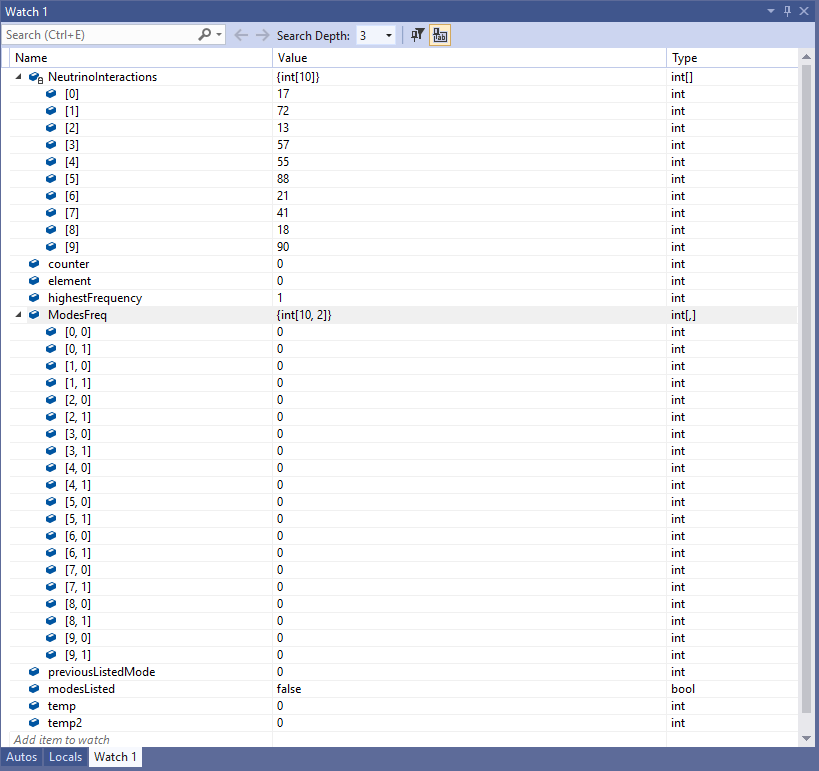 Watch 1
Search (Ctrl+E) Search Depth: 3
Name Value Type
NeutrinoInteractions {int[10]} int[]
[0] 17 int
[1] 72 int
[2] 13 int
[3] 57 int
[4] 55 int
[5] 88 int
[6] 21 int
[7] 41 int
[8] 18 int
[9] 90 int
counter 0 int
element 0 int
highestFrequency 1 int
ModesFreq {int[10, 2]} int[,]
[0, 0] 0 int
[0, 1] 0 int
[1, 0] 0 int
[1, 1] 0 int
[2, 0] 0 int
[2, 1] 0 int
[3, 0] 0 int
[3, 1] 0 int
[4, 0] 0 int
[4, 1] 0 int
[5, 0] 0 int
[5, 1] 0 int
[6, 0] 0 int
[6, 1] 0 int
[7, 0] 0 int
[7, 1] 0 int
[8, 0] 0 int
[8, 1] 0 int
[9, 0] 0 int
[9, 1] 0 int
previousListedMode 0 int
modesListed false bool
temp 0 int
temp2 0 int
Add item to watch
Autos Locals Watch 1